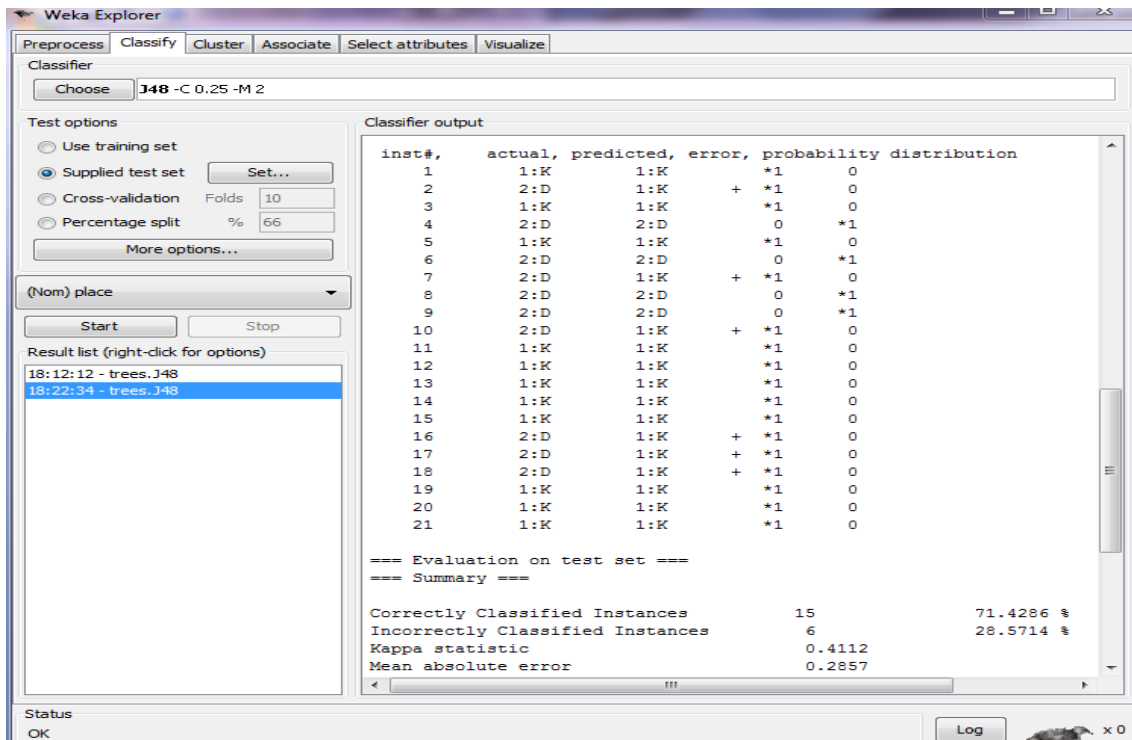 Weka Explorer
Preprocess Classify Cluster Associate Select attributes Visualize
Classifier
Choose J48 -C 0.25 -M 2
Test options
Use training set
Supplied test set Set...
Cross-validation Folds 10
Percentage split % 66
More options...
(Nom) place
Start Stop
Result list (right-click for options)
18:12:12 - trees.J48
18:22:34 - trees.J48
Classifier output
inst#, actual, predicted, error, probability distribution
1 1:K 1:K *1 0
2 2:D 1:K + *1 0
3 1:K 1:K *1 0
4 2:D 2:D 0 *1
5 1:K 1:K *1 0
6 2:D 2:D 0 *1
7 2:D 1:K + *1 0
8 2:D 2:D 0 *1
9 2:D 2:D 0 *1
10 2:D 1:K + *1 0
11 1:K 1:K *1 0
12 1:K 1:K *1 0
13 1:K 1:K *1 0
14 1:K 1:K *1 0
15 1:K 1:K *1 0
16 2:D 1:K + *1 0
17 2:D 1:K + *1 0
18 2:D 1:K + *1 0
19 1:K 1:K *1 0
20 1:K 1:K *1 0
21 1:K 1:K *1 0
=== Evaluation on test set ===
=== Summary ===
Correctly Classified Instances 15 71.4286 %
Incorrectly Classified Instances 6 28.5714 %
Kappa statistic 0.4112
Mean absolute error 0.2857
Status
OK
Log
x 0